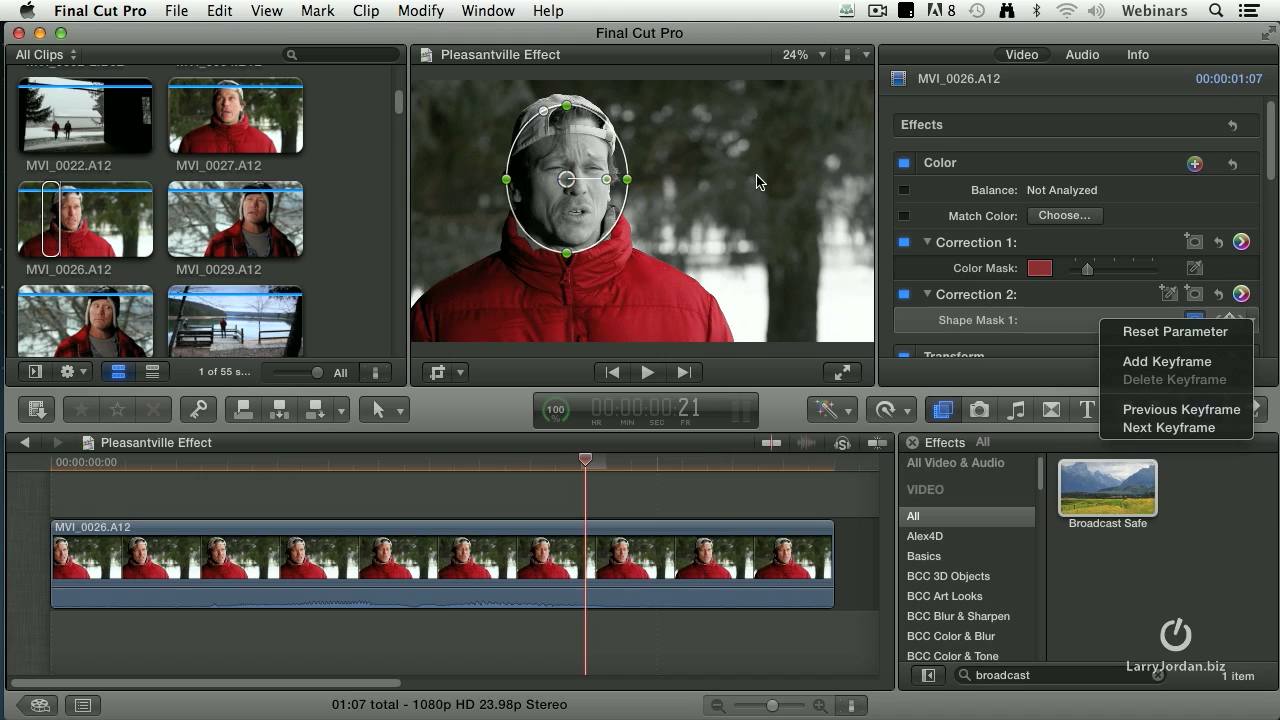 Final Cut Pro File Edit View Mark Clip Modify Window Help 8 Webinars
Final Cut Pro
All Clips
Pleasantville Effect 24%
Video Audio Info
MVI_0026.A12 00:00:01:07
Effects
Color
Balance: Not Analyzed
Match Color: Choose...
Correction 1:
Color Mask:
Correction 2:
Shape Mask 1:
Transform
MVI_0022.A12 MVI_0027.A12
MVI_0026.A12 MVI_0029.A12
1 of 55 s... All
Reset Parameter
Add Keyframe
Delete Keyframe
Previous Keyframe
Next Keyframe
100 % 00:00:00:21
HR MIN SEC FR
T
Pleasantville Effect
00:00:00:00
MVI_0026.A12
Effects All
All Video & Audio
VIDEO
All
Alex4D
Basics
BCC 3D Objects
BCC Art Looks
BCC Blur & Sharpen
BCC Color & Blur
BCC Color & Tone
Broadcast Safe
LarryJordan.biz
broadcast 1 item
01:07 total - 1080p HD 23.98p Stereo